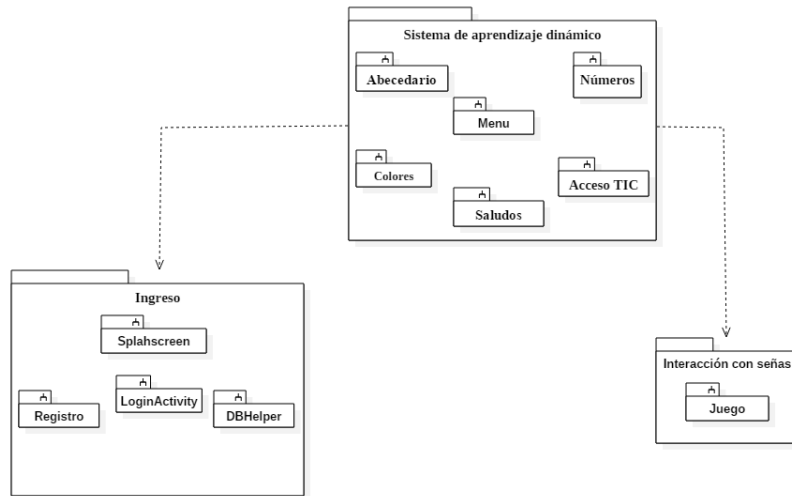 Sistema de aprendizaje dinámico
Abecedario
Números
Menu
Colores
Acceso TIC
Saludos
Ingreso
Splahscreen
Registro
LoginActivity
DBHelper
Interacción con señas
Juego